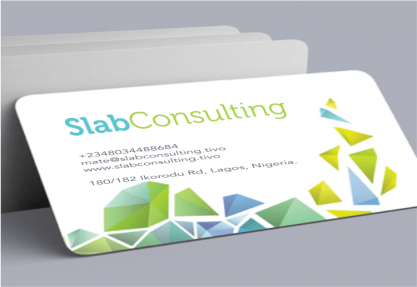 SlabConsulting
+2348034488684
mate@slabconsulting.tivo
www.slabconsulting.tivo
180/182 Ikorodu Rd, Lagos, Nigeria.